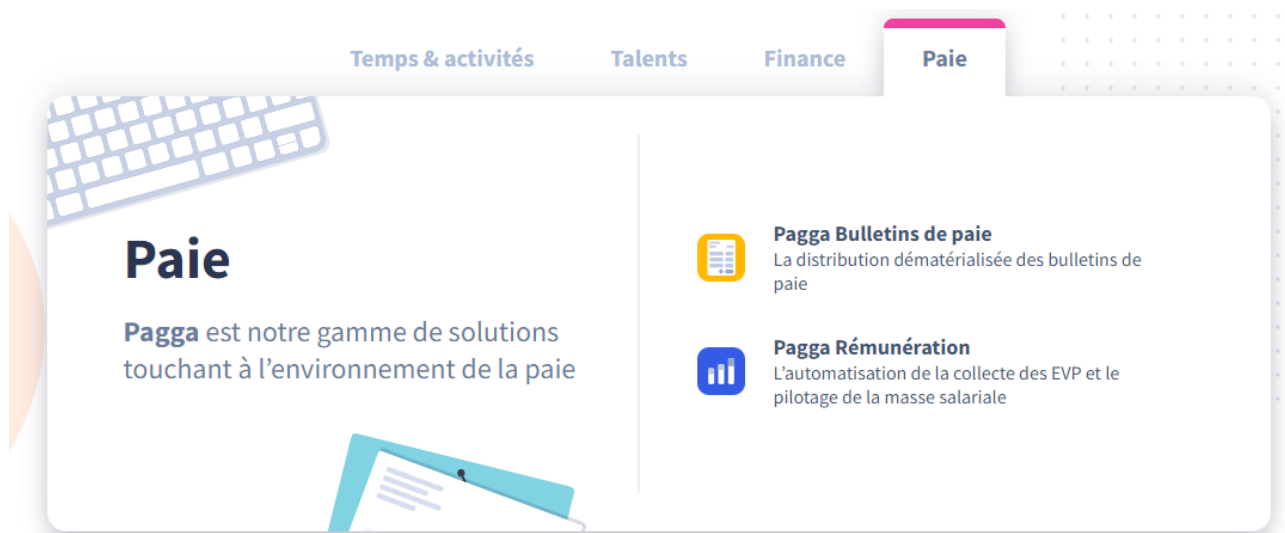 Temps & activités
Talents
Finance
Paie
Paie
Pagga est notre gamme de solutions
touchant à l’environnement de la paie
Pagga Bulletins de paie
La distribution dématérialisée des bulletins de
paie
Pagga Rémunération
L’automatisation de la collecte des EVP et le
pilotage de la masse salariale